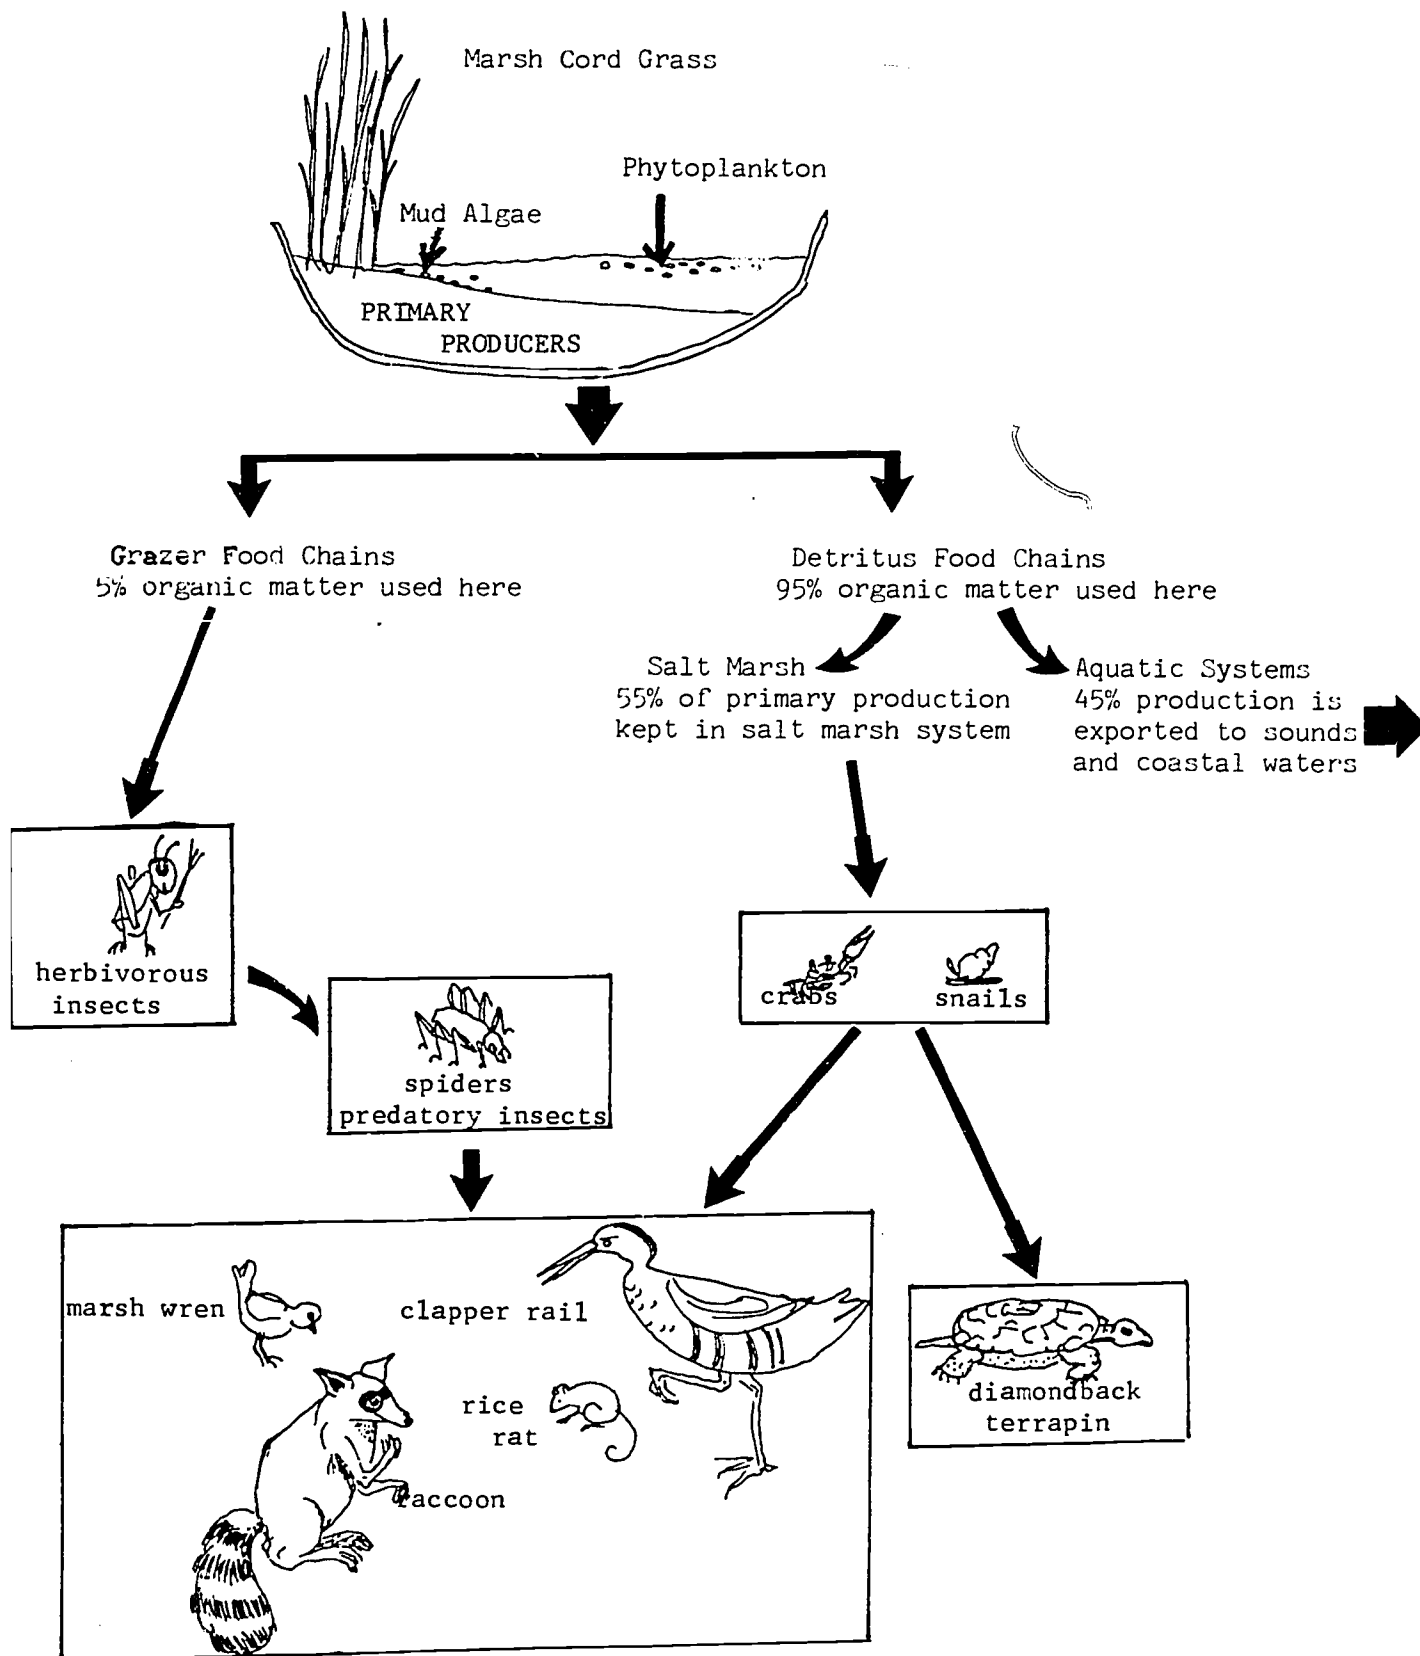 Marsh Cord Grass
Phytoplankton
Mud Algae
PRIMARY
PRODUCERS
Grazer Food Chains
5% organic matter used here
Detritus Food Chains
95% organic matter used here
Salt Marsh
55% of primary production
kept in salt marsh system
Aquatic Systems
45% production is
exported to sounds
and coastal waters
herbivorous
insects
spiders
predatory insects
crabs
snails
marsh wren
clapper rail
rice
rat
raccoon
diamondback
terrapin